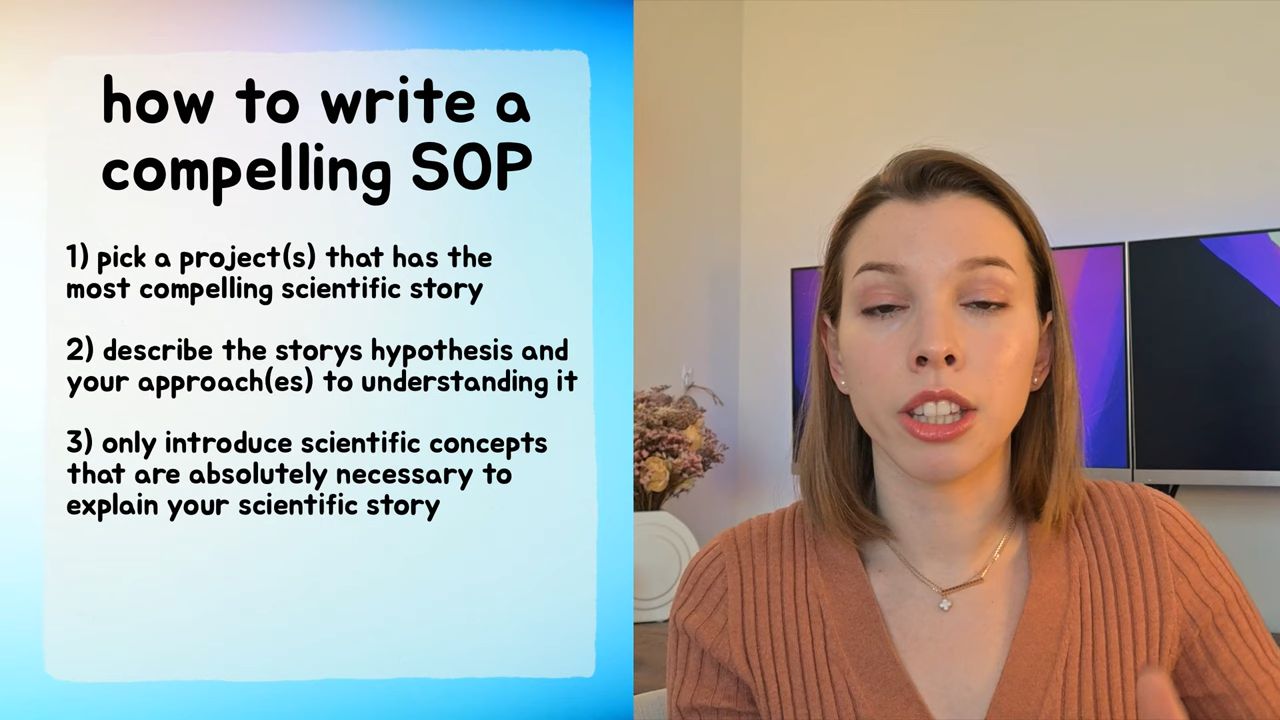 how to write a
compelling SOP
1) pick a project(s) that has the
most compelling scientific story
2) describe the storys hypothesis and
your approach(es) to understanding it
3) only introduce scientific concepts
that are absolutely necessary to
explain your scientific story